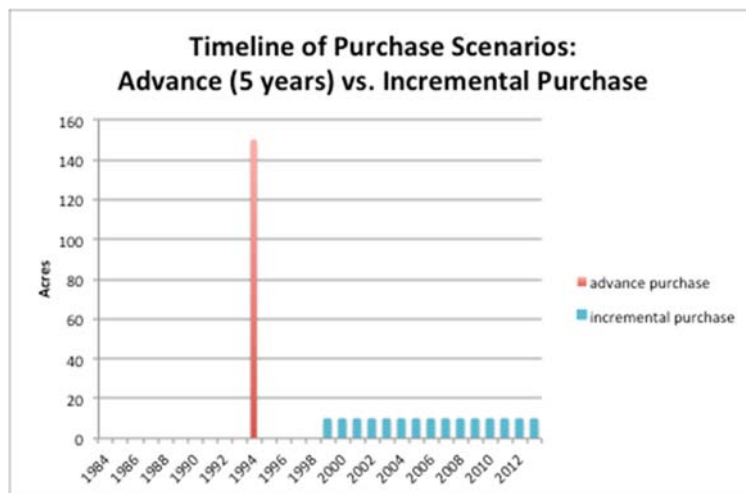 Timeline of Purchase Scenarios:
Advance (5 years) vs. Incremental Purchase
160
140
120
100
80
60
40
20
0
Acres
advance purchase
incremental purchase
1984 1986 1988 1990 1992 1994 1996 1998 2000 2002 2004 2006 2008 2010 2012